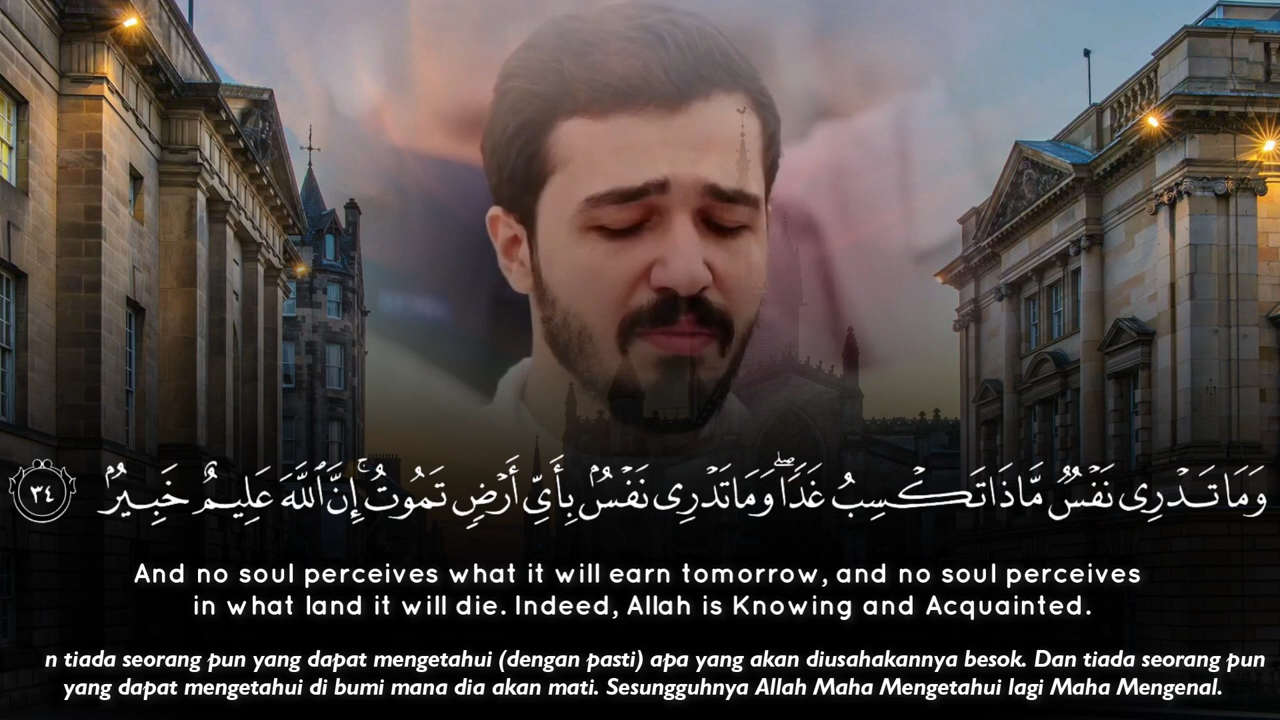 وَمَا تَدْرِى نَفْسٌ مَّاذَا تَكْسِبُ غَدًا ۖ وَمَا تَدْرِى نَفْسٌۢ بِأَىِّ أَرْضٍ تَمُوتُ ۚ إِنَّ ٱللَّهَ عَلِيمٌ خَبِيرٌۢ ٣٤
And no soul perceives what it will earn tomorrow, and no soul perceives
in what land it will die. Indeed, Allah is Knowing and Acquainted.
n tiada seorang pun yang dapat mengetahui (dengan pasti) apa yang akan diusahakannya besok. Dan tiada seorang pun
yang dapat mengetahui di bumi mana dia akan mati. Sesungguhnya Allah Maha Mengetahui lagi Maha Mengenal.